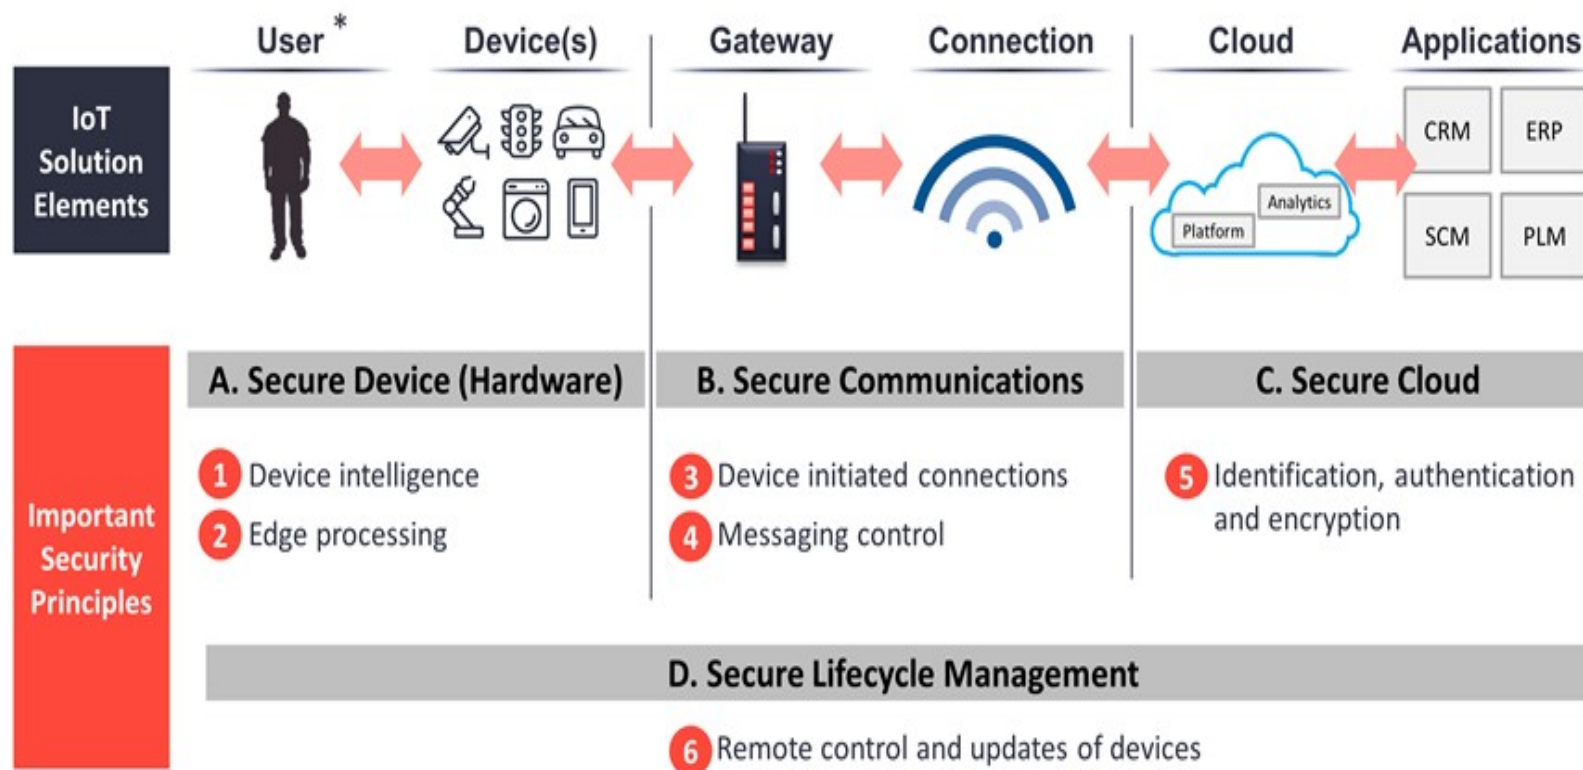 User *
Device(s)
Gateway
Connection
Cloud
Applications
IoT
Solution
Elements
CRM
ERP
Analytics
Platform
SCM
PLM
Important
Security
Principles
A. Secure Device (Hardware)
1 Device intelligence
2 Edge processing
B. Secure Communications
3 Device initiated connections
4 Messaging control
C. Secure Cloud
5 Identification, authentication
and encryption
D. Secure Lifecycle Management
6 Remote control and updates of devices